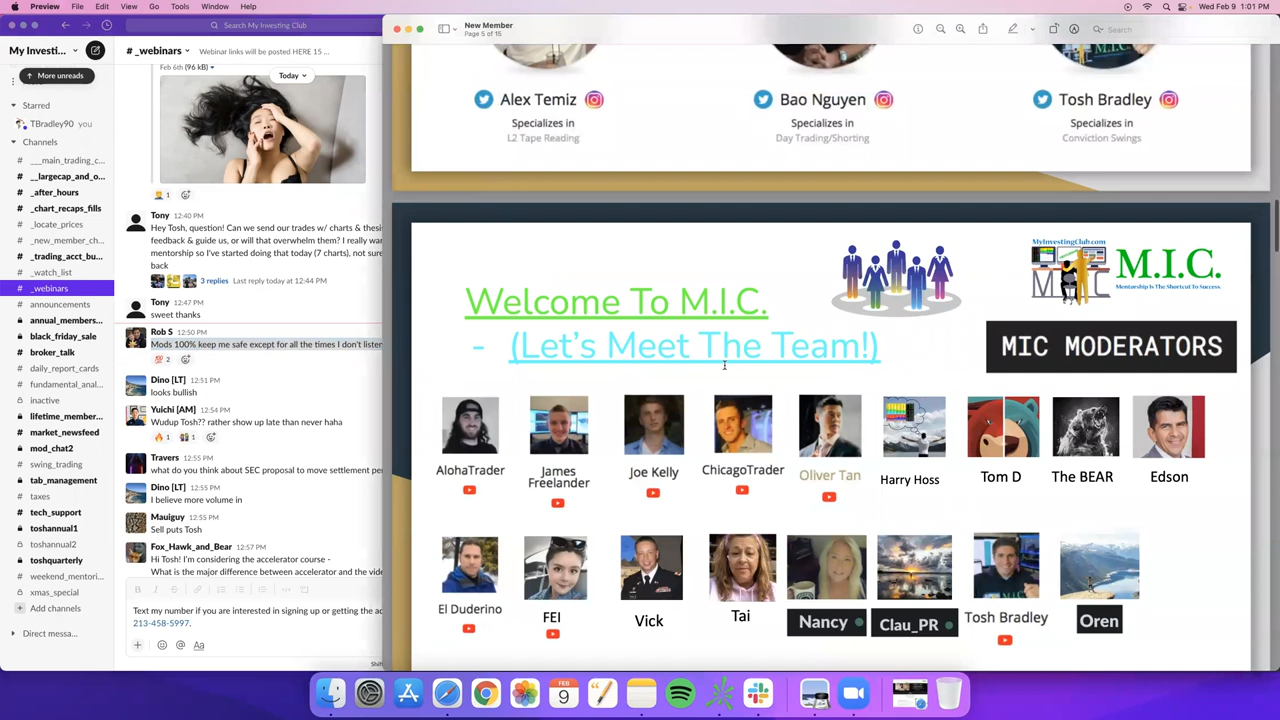 Preview File Edit View Go Tools Window Help
Wed Feb 9 1:01 PM
Search My Investing Club
My Investi...
More unreads
Starred
TBradley90 you
Channels
# ___main_trading_c...
# __largecap_and_o...
# _after_hours
# _chart_recaps_fills
# _locate_prices
# _new_member_ch...
# _trading_acct_bu...
# _watch_list
# _webinars
# announcements
annual_members...
black_friday_sale
broker_talk
# daily_report_cards
# fundamental_anal...
inactive
lifetime_member...
# market_newsfeed
mod_chat2
# swing_trading
tab_management
# taxes
# tech_support
toshannual1
toshannual2
toshquarterly
# weekend_mentori...
xmas_special
Add channels
Direct messa...
# _webinars
Webinar links will be posted HERE 15 ...
Feb 6th (96 kB)
Today
1
Tony 12:40 PM
Hey Tosh, question! Can we send our trades w/ charts & thesi
feedback & guide us, or will that overwhelm them? I really wa
mentorship so I've started doing that today (7 charts), not sure
back
3 replies Last reply today at 12:44 PM
Tony 12:47 PM
sweet thanks
Rob S 12:50 PM
Mods 100% keep me safe except for all the times I don't listen
2
Dino [LT] 12:51 PM
looks bullish
Yuichi [AM] 12:54 PM
Wudup Tosh?? rather show up late than never haha
1 1
Travers 12:55 PM
what do you think about SEC proposal to move settlement pe
Dino [LT] 12:55 PM
I believe more volume in
Mauiguy 12:55 PM
Sell puts Tosh
Fox_Hawk_and_Bear 12:57 PM
Hi Tosh! I'm considering the accelerator course -
What is the major difference between accelerator and the vide
Text my number if you are interested in signing up or getting the ac
213-458-5997.
Aa
Shif
New Member
Page 5 of 15
Search
Alex Temiz
Specializes in
L2 Tape Reading
Bao Nguyen
Specializes in
Day Trading/Shorting
Tosh Bradley
Specializes in
Conviction Swings
Welcome To M.I.C.
- (Let's Meet The Team!)
MyInvestingClub.com
MIC
M.I.C.
Mentorship Is The Shortcut To Success.
MIC MODERATORS
AlohaTrader
James
Freelander
Joe Kelly
ChicagoTrader
Oliver Tan
Harry Hoss
Tom D
The BEAR
Edson
El Duderino
FEI
Vick
Tai
Nancy
Clau_PR
Tosh Bradley
Oren
FEB
9